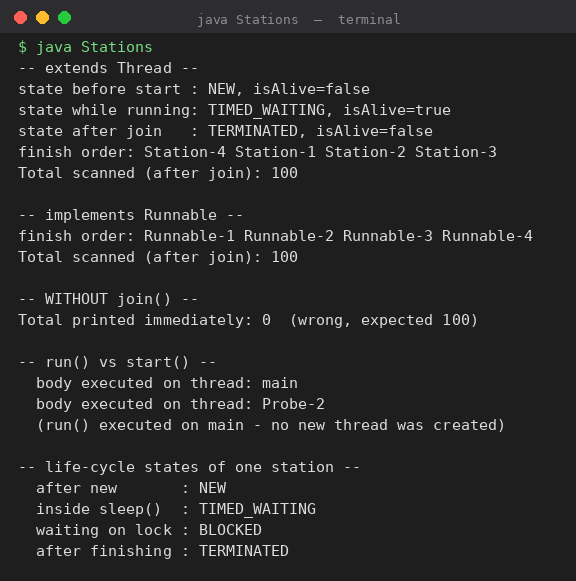 java Stations — terminal
$ java Stations
-- extends Thread --
state before start : NEW, isAlive=false
state while running: TIMED_WAITING, isAlive=true
state after join   : TERMINATED, isAlive=false
finish order: Station-4 Station-1 Station-2 Station-3
Total scanned (after join): 100

-- implements Runnable --
finish order: Runnable-1 Runnable-2 Runnable-3 Runnable-4
Total scanned (after join): 100

-- WITHOUT join() --
Total printed immediately: 0  (wrong, expected 100)

-- run() vs start() --
  body executed on thread: main
  body executed on thread: Probe-2
  (run() executed on main - no new thread was created)

-- life-cycle states of one station --
  after new       : NEW
  inside sleep()  : TIMED_WAITING
  waiting on lock : BLOCKED
  after finishing : TERMINATED